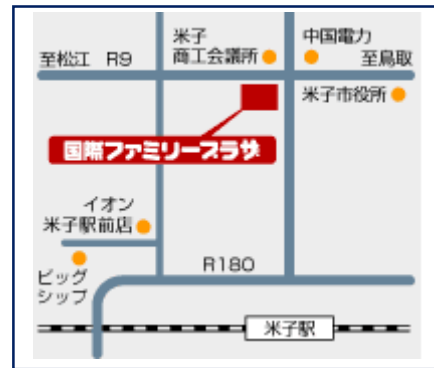 米子
商工会議所
中国電力
至松江 R9
至鳥取
米子市役所
国際ファミリープラザ
イオン
米子駅前店
ビッグ
シップ
R180
米子駅